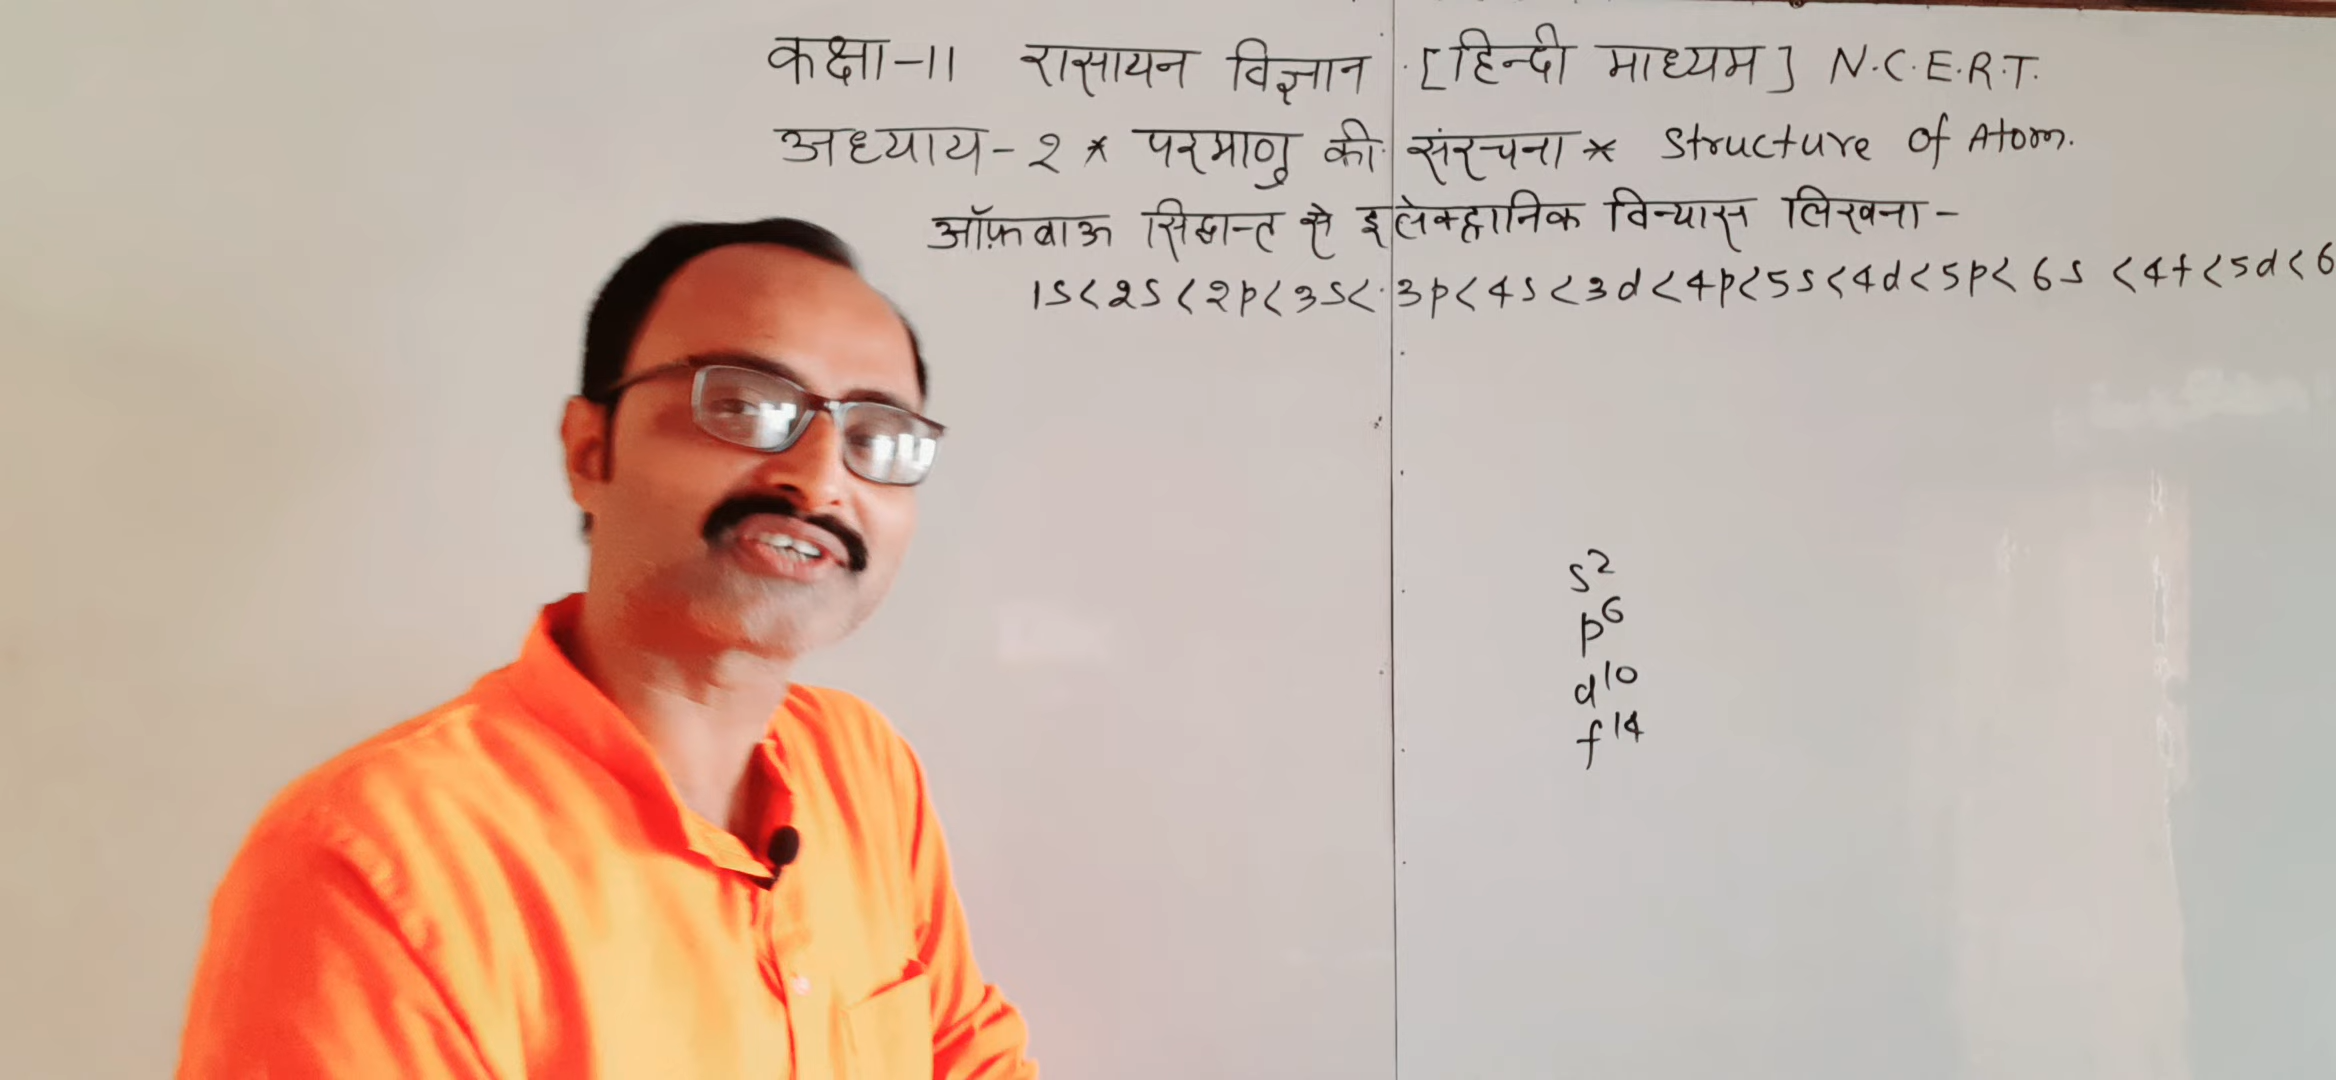 कक्षा-11 रासायन विज्ञान [हिन्दी माध्यम] N.C.E.R.T.
अध्याय-2 * परमाणु की संरचना * Structure of Atom.
ऑफ़बाऊ सिद्धान्त से इलेक्ट्रानिक विन्यास लिखना-
1s<2s<2p<3s<3p<4s<3d<4p<5s<4d<5p<6s<4f<5d<6
s²
p⁶
d¹⁰
f¹⁴